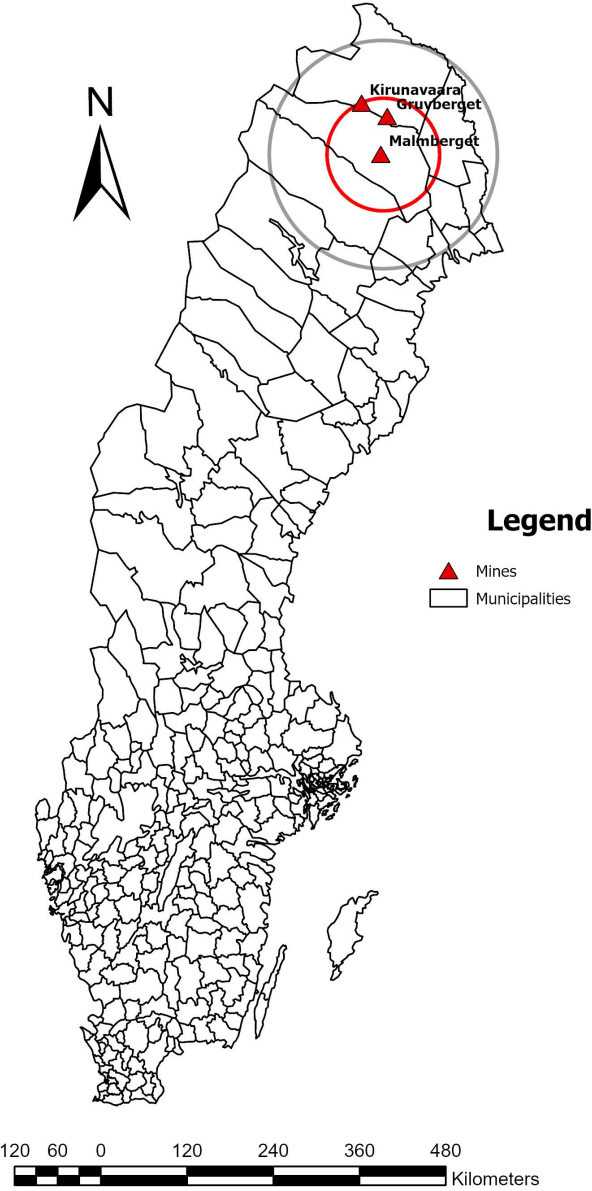 N
Kirunavaara
Gruvberget
Malmberget
Legend
Mines
Municipalities
120 60 0 120 240 360 480
Kilometers